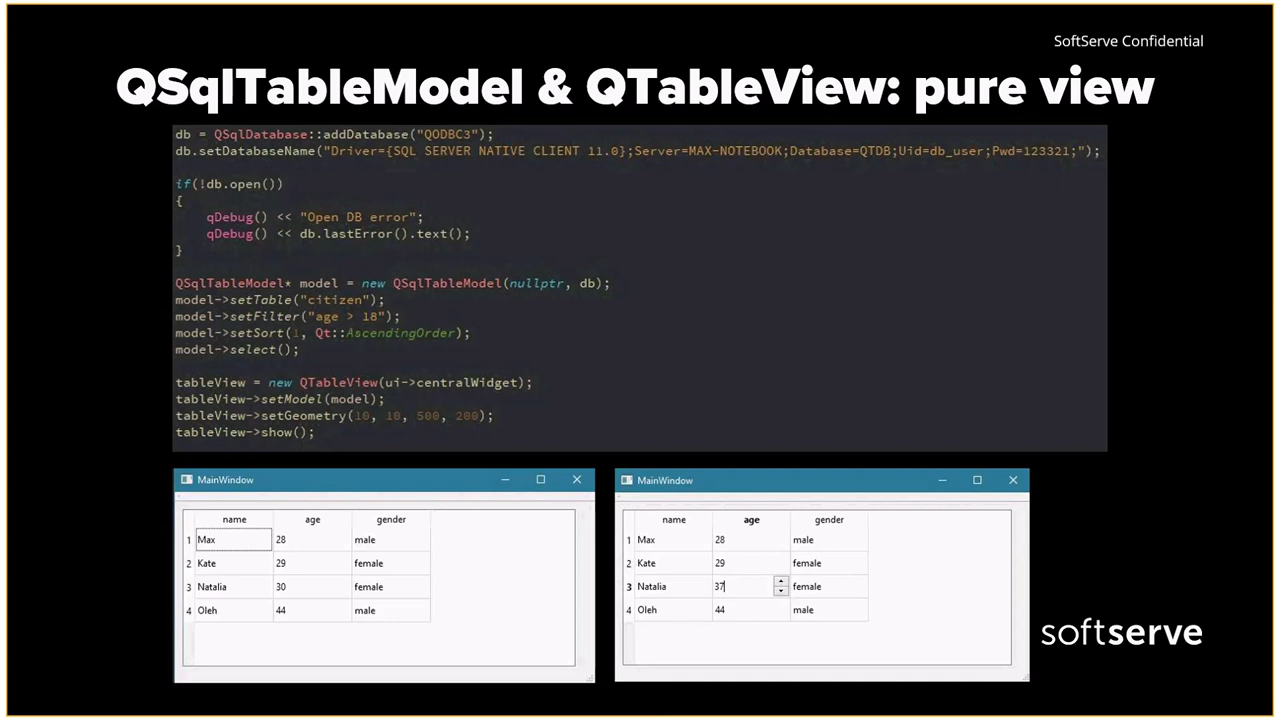 SoftServe Confidential
QSqlTableModel & QTableView: pure view
db = QSqlDatabase::addDatabase("QODBC3");
db.setDatabaseName("Driver={SQL SERVER NATIVE CLIENT 11.0};Server=MAX-NOTEBOOK;Database=QTDB;Uid=db_user;Pwd=123321;");
if(!db.open())
{
qDebug() << "Open DB error";
qDebug() << db.lastError().text();
}
QSqlTableModel* model = new QSqlTableModel(nullptr, db);
model->setTable("citizen");
model->setFilter("age > 18");
model->setSort(1, Qt::AscendingOrder);
model->select();
tableView = new QTableView(ui->centralWidget);
tableView->setModel(model);
tableView->setGeometry(10, 10, 500, 200);
tableView->show();
MainWindow
name age gender
1 Max 28 male
2 Kate 29 female
3 Natalia 30 female
4 Oleh 44 male
MainWindow
name age gender
1 Max 28 male
2 Kate 29 female
3 Natalia 37 female
4 Oleh 44 male
softserve